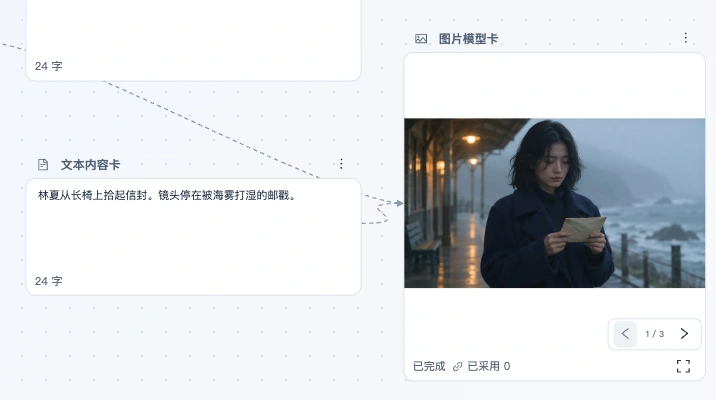 24 字
图片模型卡
文本内容卡
林夏从长椅上拾起信封。镜头停在被海雾打湿的邮戳。
24 字
1 / 3
已完成 已采用 0